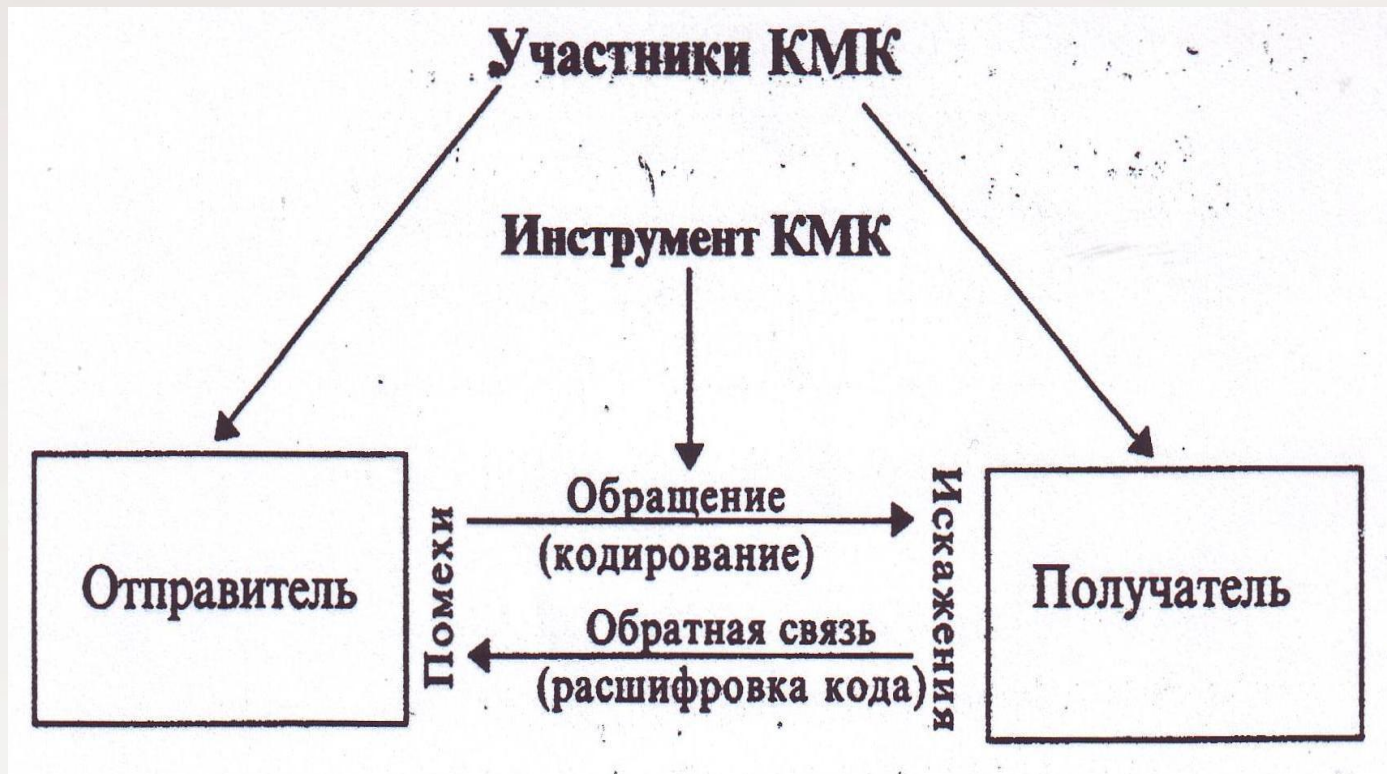 Участники КМК
Инструмент КМК
Отправитель
Помехи
Обращение
(кодирование)
Обратная связь
(расшифровка кода)
Искажения
Получатель